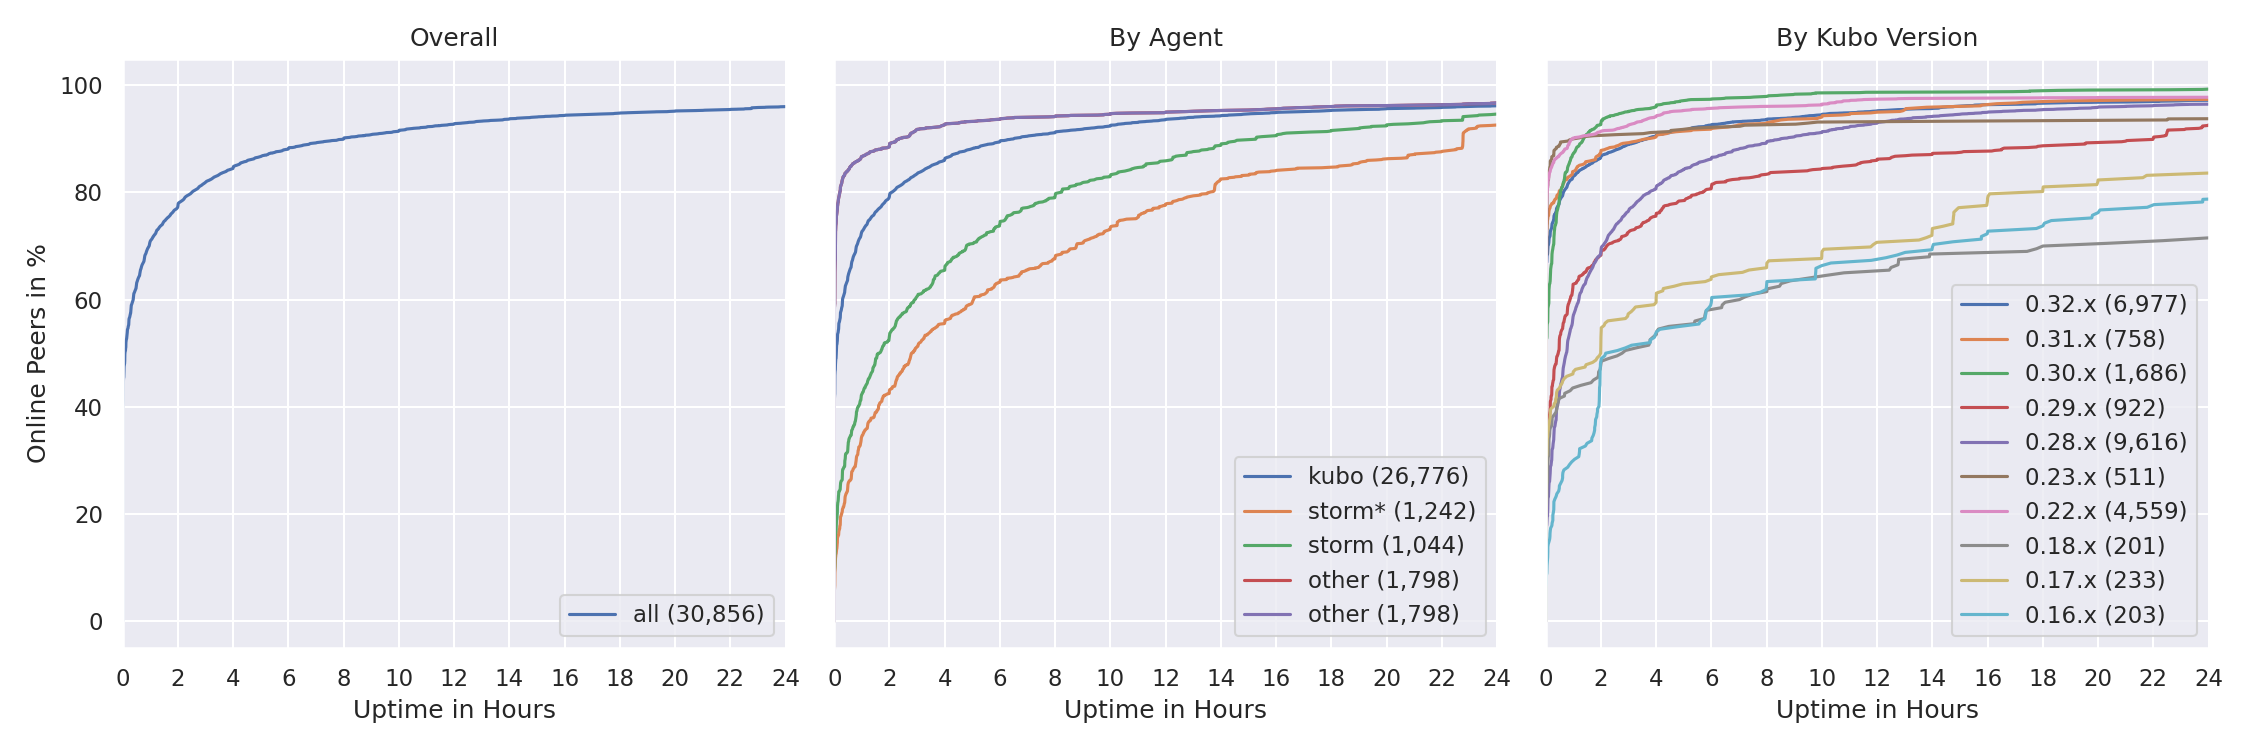 Overall
By Agent
By Kubo Version
Online Peers in %
100
80
60
40
20
0
all (30,856)
kubo (26,776)
storm* (1,242)
storm (1,044)
other (1,798)
other (1,798)
0.32.x (6,977)
0.31.x (758)
0.30.x (1,686)
0.29.x (922)
0.28.x (9,616)
0.23.x (511)
0.22.x (4,559)
0.18.x (201)
0.17.x (233)
0.16.x (203)
0 2 4 6 8 10 12 14 16 18 20 22 24
0 2 4 6 8 10 12 14 16 18 20 22 24
0 2 4 6 8 10 12 14 16 18 20 22 24
Uptime in Hours
Uptime in Hours
Uptime in Hours